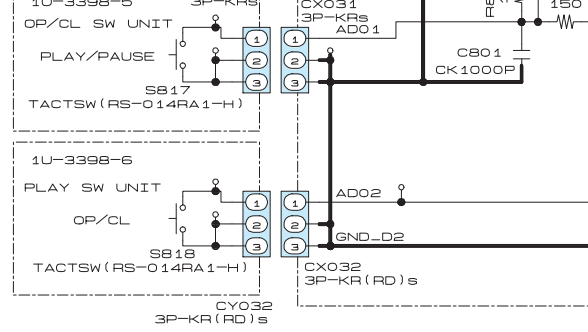 1U-3398-5
3P-KRs
CX031
3P-KRs
AD01
150
OP/CL SW UNIT
PLAY/PAUSE
1
2
3
1
2
3
C801
CK1000P
S817
TACTSW(RS-014RA1-H)
1U-3398-6
PLAY SW UNIT
OP/CL
1
2
3
1
2
3
AD02
GND_D2
S818
TACTSW(RS-014RA1-H)
CX032
3P-KR(RD)s
CY032
3P-KR(RD)s